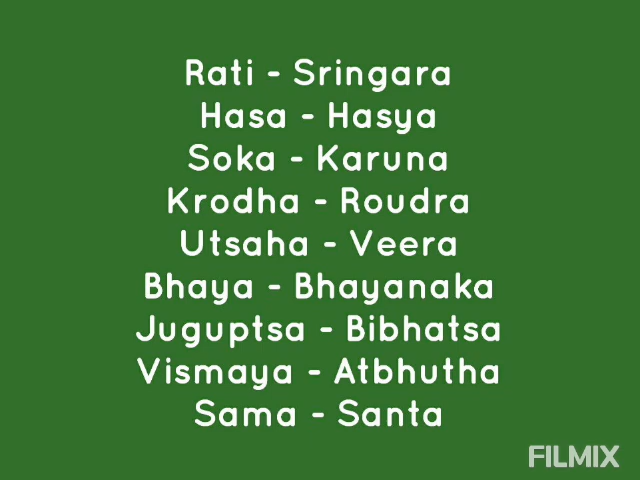 Rati - Sringara
Hasa - Hasya
Soka - Karuna
Krodha - Roudra
Utsaha - Veera
Bhaya - Bhayanaka
Juguptsa - Bibhatsa
Vismaya - Atbhutha
Sama - Santa
FILMIX